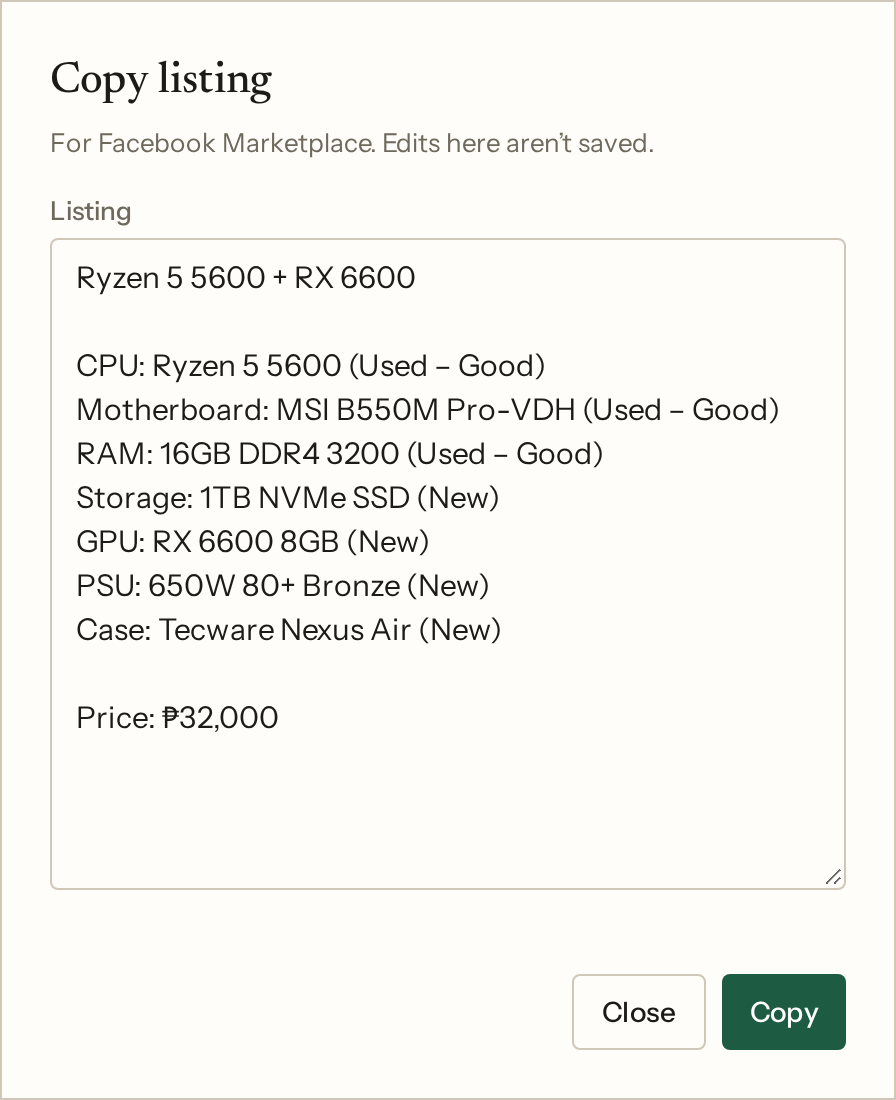 Copy listing
For Facebook Marketplace. Edits here aren’t saved.
Listing
Ryzen 5 5600 + RX 6600
CPU: Ryzen 5 5600 (Used – Good)
Motherboard: MSI B550M Pro-VDH (Used – Good)
RAM: 16GB DDR4 3200 (Used – Good)
Storage: 1TB NVMe SSD (New)
GPU: RX 6600 8GB (New)
PSU: 650W 80+ Bronze (New)
Case: Tecware Nexus Air (New)
Price: ₱32,000
Close
Copy